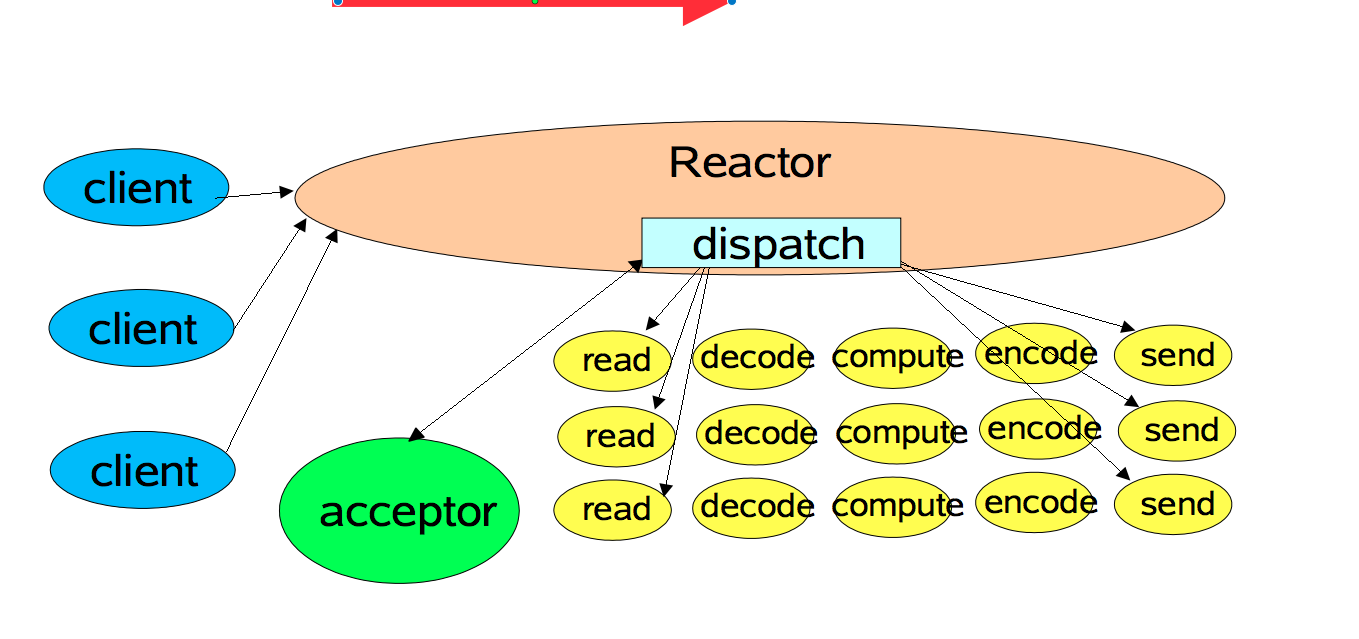 Reactor
client
dispatch
client
read decode compute encode send
read decode compute encode send
client
acceptor
read decode compute encode send